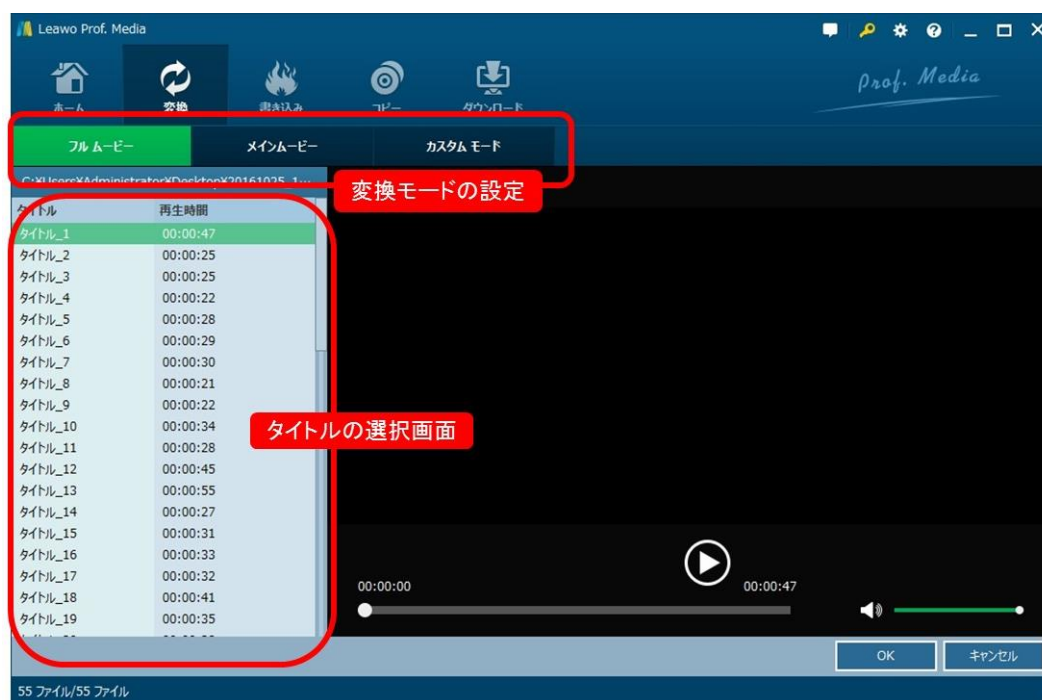 Leawo Prof. Media
Prof. Media
ホーム
変換
書き込み
コピー
ダウンロード
フル ムービー
メインムービー
カスタム モード
C:¥Users¥Administrator¥Desktop¥20161025_1...
変換モードの設定
タイトル 再生時間
タイトル_1 00:00:47
タイトル_2 00:00:25
タイトル_3 00:00:25
タイトル_4 00:00:22
タイトル_5 00:00:28
タイトル_6 00:00:29
タイトル_7 00:00:30
タイトル_8 00:00:21
タイトル_9 00:00:22
タイトル_10 00:00:34
タイトル_11 00:00:28
タイトル_12 00:00:45
タイトル_13 00:00:55
タイトル_14 00:00:27
タイトル_15 00:00:31
タイトル_16 00:00:33
タイトル_17 00:00:32
タイトル_18 00:00:41
タイトル_19 00:00:35
タイトルの選択画面
00:00:00
00:00:47
OK
キャンセル
55 ファイル/55 ファイル